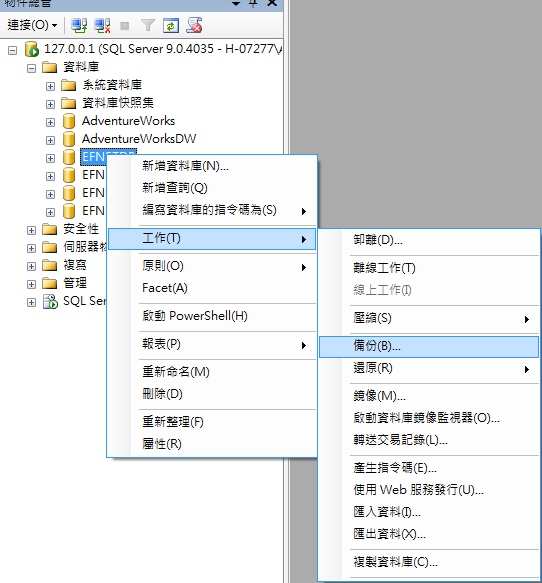 物件總管
連接(O)
127.0.0.1 (SQL Server 9.0.4035 - H-07277\
資料庫
系統資料庫
資料庫快照集
AdventureWorks
AdventureWorksDW
EFN
EFN
EFN
安全性
伺服器物
複寫
管理
SQL Ser
新增資料庫(N)...
新增查詢(Q)
編寫資料庫的指令碼為(S)
工作(T)
原則(O)
Facet(A)
啟動 PowerShell(H)
報表(P)
重新命名(M)
刪除(D)
重新整理(F)
屬性(R)
卸離(D)...
離線工作(T)
線上工作(I)
壓縮(S)
備份(B)...
還原(R)
鏡像(M)...
啟動資料庫鏡像監視器(O)...
轉送交易記錄(L)...
產生指令碼(E)...
使用 Web 服務發行(U)...
匯入資料(I)...
匯出資料(X)...
複製資料庫(C)...